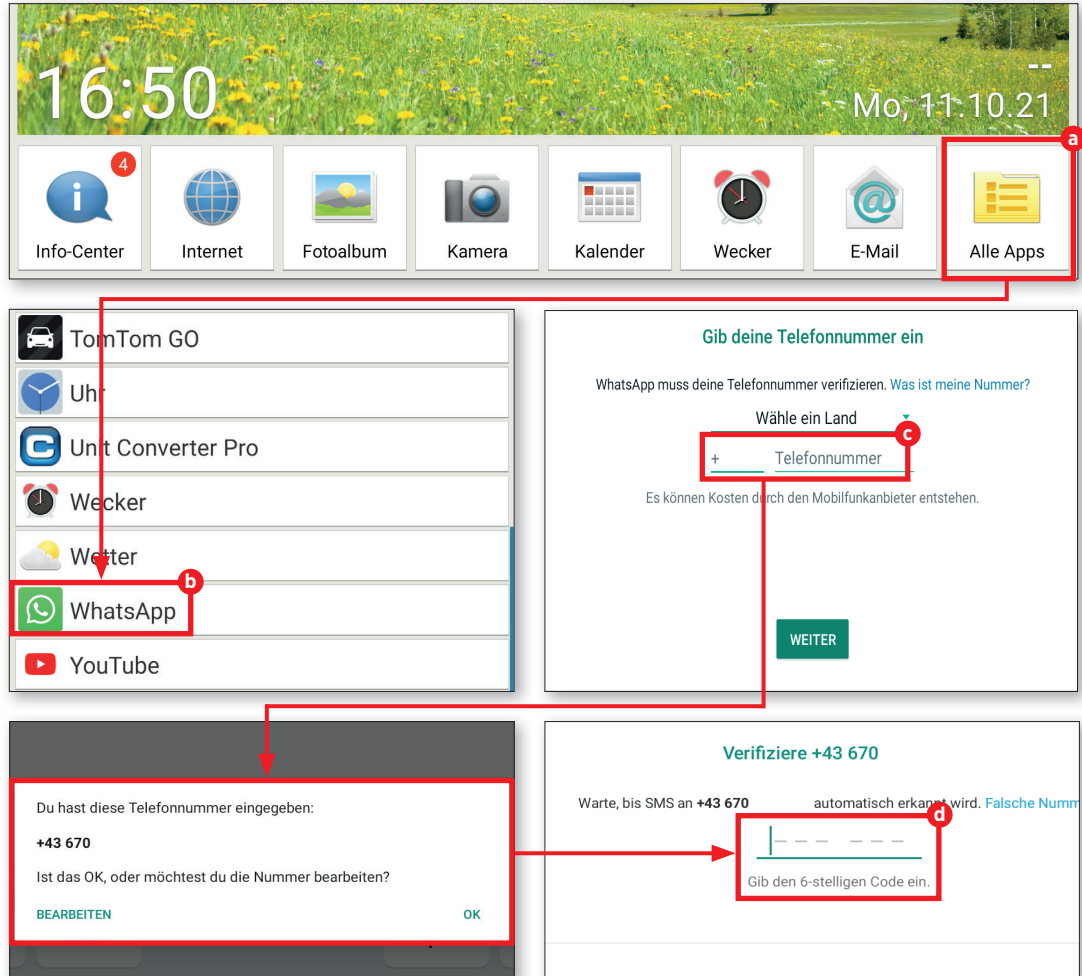 16:50
--
Mo, 11.10.21
a
4
Info-Center
Internet
Fotoalbum
Kamera
Kalender
Wecker
E-Mail
Alle Apps
TomTom GO
Uhr
Unit Converter Pro
Wecker
Wetter
b
WhatsApp
YouTube
Gib deine Telefonnummer ein
WhatsApp muss deine Telefonnummer verifizieren. Was ist meine Nummer?
Wähle ein Land
c
+ Telefonnummer
Es können Kosten durch den Mobilfunkanbieter entstehen.
WEITER
Du hast diese Telefonnummer eingegeben:
+43 670
Ist das OK, oder möchtest du die Nummer bearbeiten?
BEARBEITEN OK
Verifiziere +43 670
Warte, bis SMS an +43 670 automatisch erkannt wird. Falsche Numm
d
Gib den 6-stelligen Code ein.